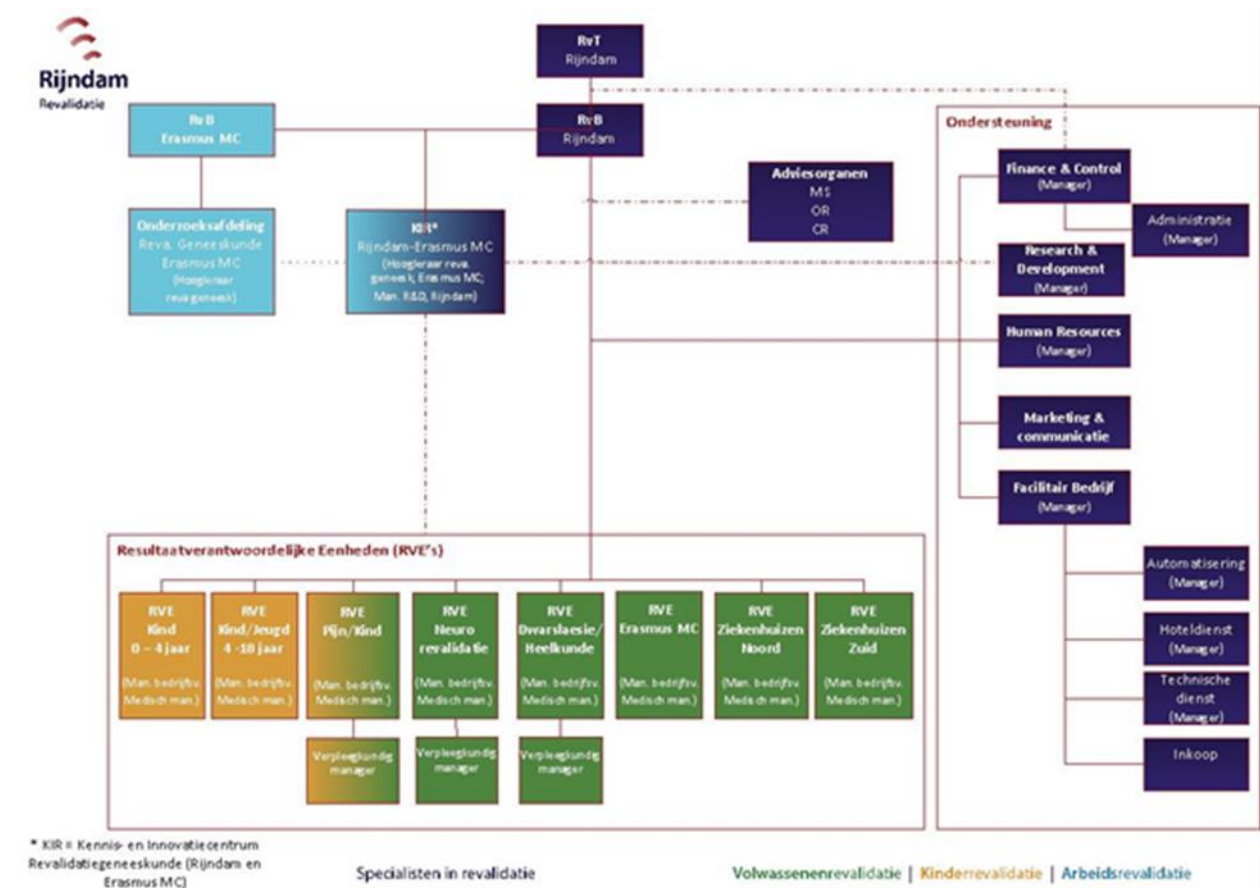 Rijndam
Revalidatie
RvT
Rijndam
RvB
Erasmus MC
RvB
Rijndam
Ondersteuning
Adviesorganen
MS
OR
CR
Finance & Control
(Manager)
Administratie
(Manager)
Onderzoeksafdeling
Reva. Geneeskunde
Erasmus MC
(Hoogleraar
reva geneesk)
KIR*
Rijndam-Erasmus MC
(Hoogleraar reva.
geneesk, Erasmus MC;
Man. R&D, Rijndam)
Research &
Development
(Manager)
Human Resources
(Manager)
Marketing &
communicatie
Facilitair Bedrijf
(Manager)
Automatisering
(Manager)
Hoteldienst
(Manager)
Technische
dienst
(Manager)
Inkoop
Resultaatverantwoordelijke Eenheden (RVE's)
RVE
Kind
0 – 4 jaar
(Man. bedrijfsv.
Medisch man.)
RVE
Kind/Jeugd
4 -18 jaar
(Man. bedrijfsv.
Medisch man.)
RVE
Pijn/Kind
(Man. bedrijfsv.
Medisch man.)
RVE
Neuro
revalidatie
(Man. bedrijfsv.
Medisch man.)
RVE
Dwarslaesie/
Heelkunde
(Man. bedrijfsv.
Medisch man.)
RVE
Erasmus MC
(Man. bedrijfsv.
Medisch man.)
RVE
Ziekenhuizen
Noord
(Man. bedrijfsv.
Medisch man.)
RVE
Ziekenhuizen
Zuid
(Man. bedrijfsv.
Medisch man.)
Verpleegkundig
manager
Verpleegkundig
manager
Verpleegkundig
manager
* KIR = Kennis- en Innovatiecentrum
Revalidatiegeneeskunde (Rijndam en
Erasmus MC)
Specialisten in revalidatie
Volwassenenrevalidatie | Kinderrevalidatie | Arbeidsrevalidatie